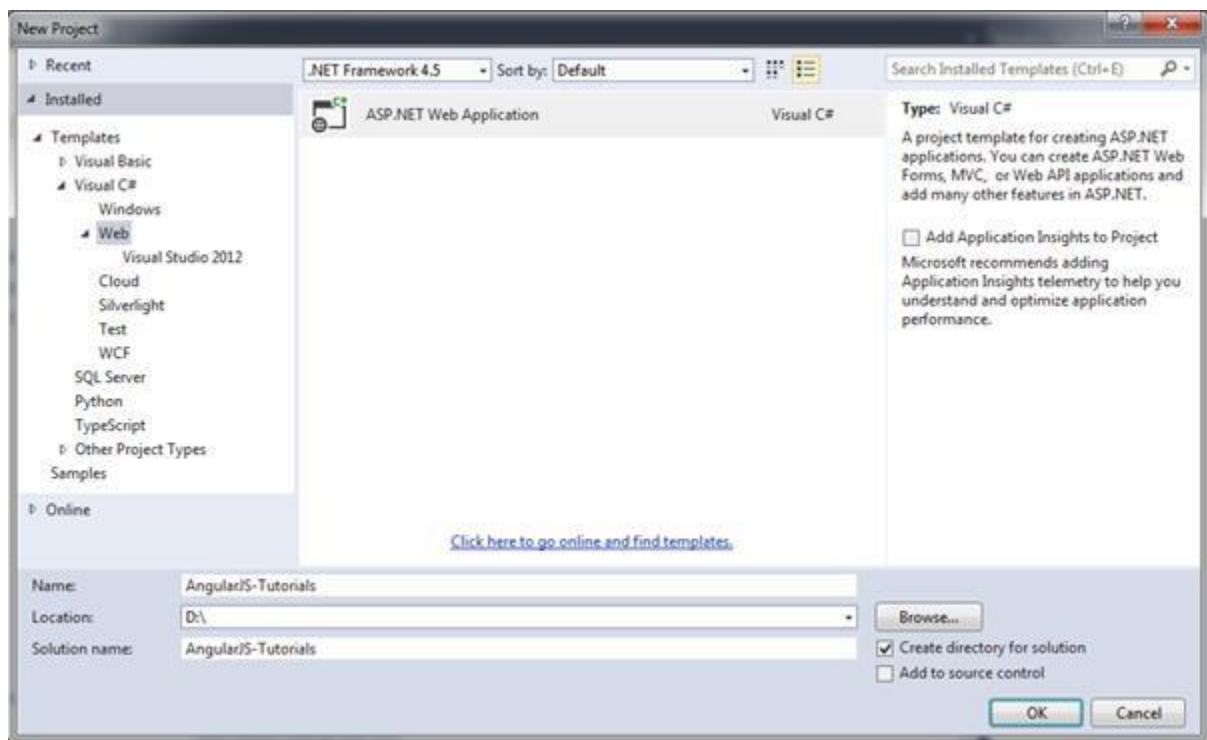 New Project
Recent
Installed
Templates
Visual Basic
Visual C#
Windows
Web
Visual Studio 2012
Cloud
Silverlight
Test
WCF
SQL Server
Python
TypeScript
Other Project Types
Samples
Online
.NET Framework 4.5
Sort by: Default
ASP.NET Web Application Visual C#
Click here to go online and find templates.
Search Installed Templates (Ctrl+E)
Type: Visual C#
A project template for creating ASP.NET
applications. You can create ASP.NET Web
Forms, MVC, or Web API applications and
add many other features in ASP.NET.
Add Application Insights to Project
Microsoft recommends adding
Application Insights telemetry to help you
understand and optimize application
performance.
Name: AngularJS-Tutorials
Location: D:\
Browse...
Solution name: AngularJS-Tutorials
Create directory for solution
Add to source control
OK Cancel